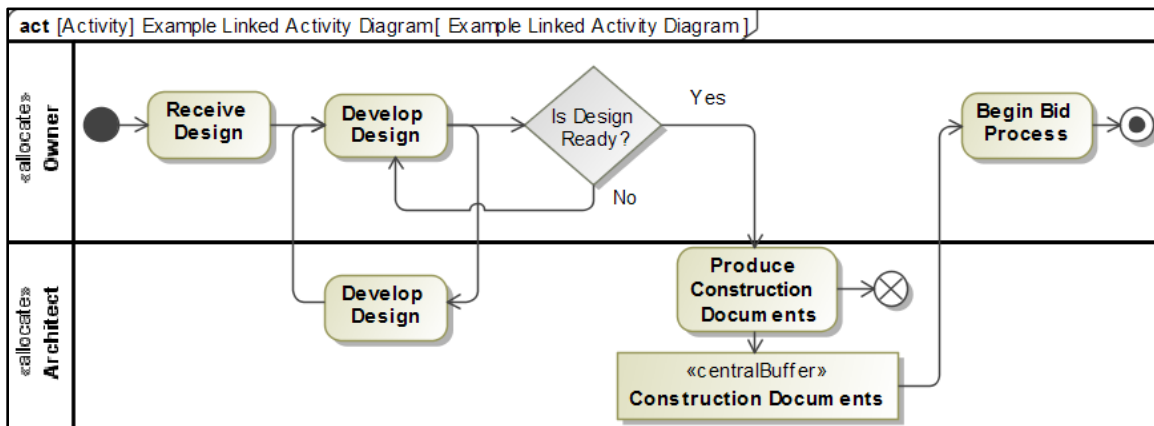 act [Activity] Example Linked Activity Diagram[ Example Linked Activity Diagram ]
«allocate»
Owner
Receive
Design
Develop
Design
Is Design
Ready?
Yes
No
Begin Bid
Process
«allocate»
Architect
Develop
Design
Produce
Construction
Documents
«centralBuffer»
Construction Documents